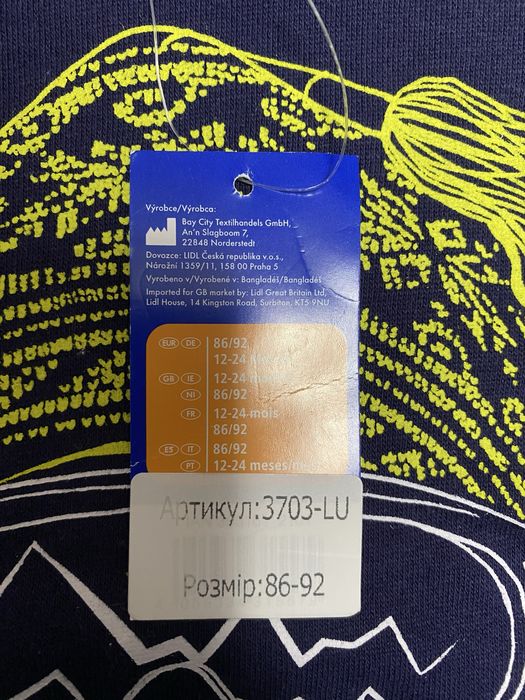 Výrobce/Výrobca:
Bay City Textilhandels GmbH,
An'n Slagboom 7,
22848 Norderstedt
Dovozce: LIDL Česká republika v.o.s.,
Nárožní 1359/11, 158 00 Praha 5
Vyrobeno v/Vyrobené v: Bangladéš/Bangladéš
Imported for GB market by: Lidl Great Britain Ltd,
Lidl House, 14 Kingston Road, Surbiton, KT5 9NU
EUR DE 86/92
12-24
GB IE 12-24
NI 86/92
FR 12-24 mois
86/92
ES IT 86/92
PT 12-24 meses/
Артикул:3703-LU
Розмір:86-92